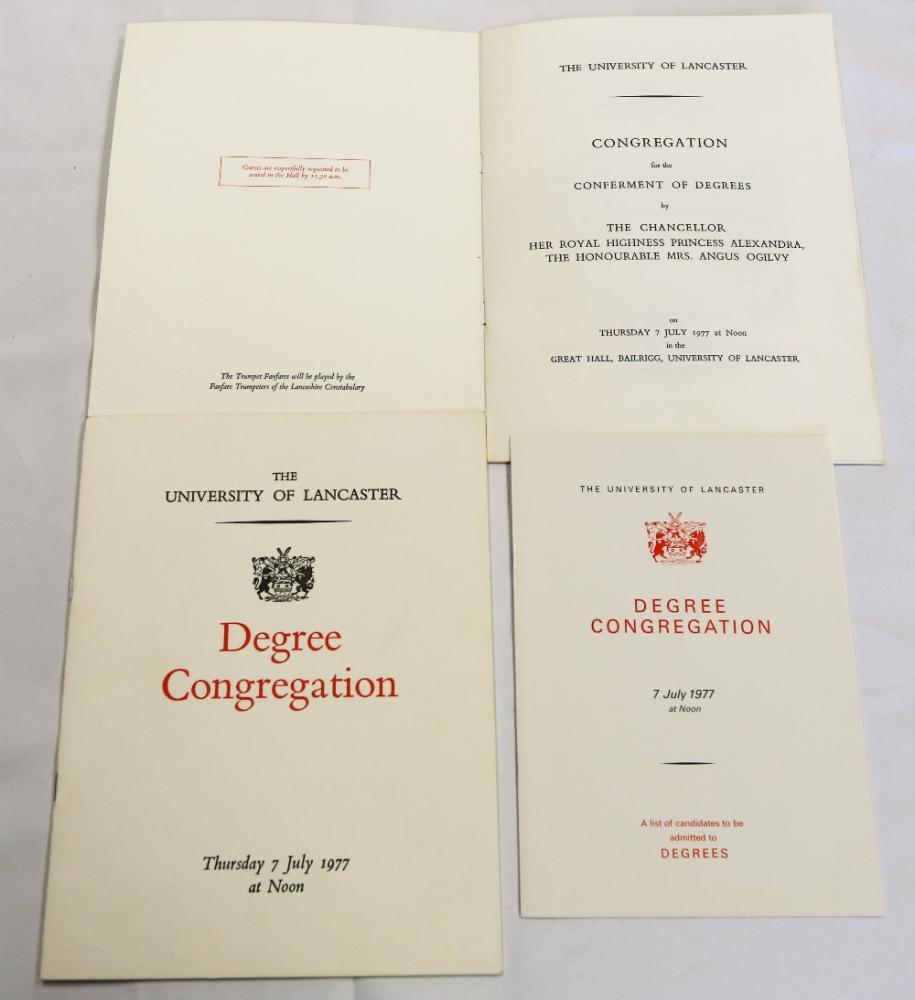 Guests are respectfully requested to be
seated in the Hall by 11.30 a.m.
The Trumpet Fanfares will be played by the
Fanfare Trumpeters of the Lancashire Constabulary
THE UNIVERSITY OF LANCASTER
CONGREGATION
for the
CONFERMENT OF DEGREES
by
THE CHANCELLOR
HER ROYAL HIGHNESS PRINCESS ALEXANDRA,
THE HONOURABLE MRS. ANGUS OGILVY
on
THURSDAY 7 JULY 1977 at Noon
in the
GREAT HALL, BAILRIGG, UNIVERSITY OF LANCASTER
THE
UNIVERSITY OF LANCASTER
Degree
Congregation
Thursday 7 July 1977
at Noon
THE UNIVERSITY OF LANCASTER
DEGREE
CONGREGATION
7 July 1977
at Noon
A list of candidates to be
admitted to
DEGREES